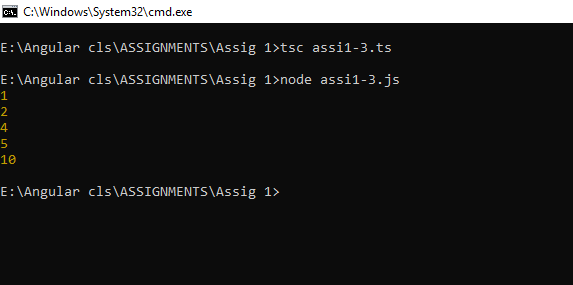 C:\Windows\System32\cmd.exe
E:\Angular cls\ASSIGNMENTS\Assig 1>tsc assi1-3.ts
E:\Angular cls\ASSIGNMENTS\Assig 1>node assi1-3.js
1
2
4
5
10
E:\Angular cls\ASSIGNMENTS\Assig 1>